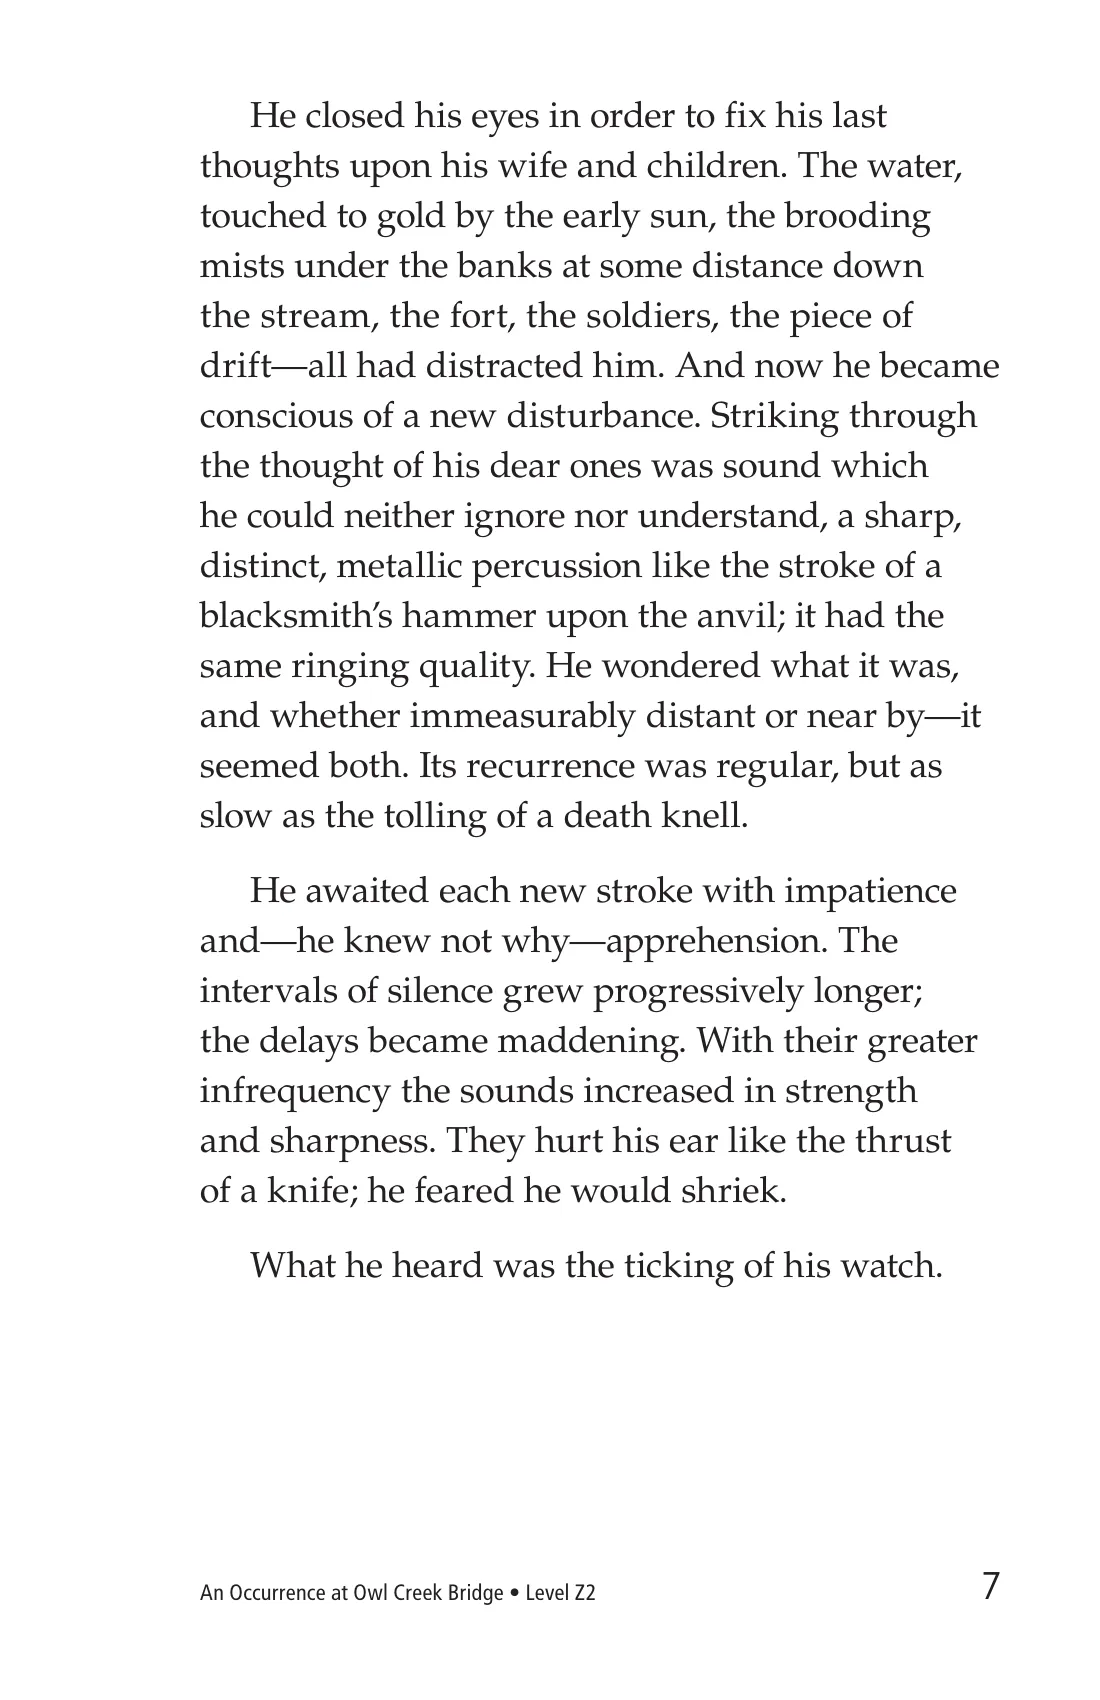 He closed his eyes in order to fix his last
thoughts upon his wife and children. The water,
touched to gold by the early sun, the brooding
mists under the banks at some distance down
the stream, the fort, the soldiers, the piece of
drift—all had distracted him. And now he became
conscious of a new disturbance. Striking through
the thought of his dear ones was sound which
he could neither ignore nor understand, a sharp,
distinct, metallic percussion like the stroke of a
blacksmith’s hammer upon the anvil; it had the
same ringing quality. He wondered what it was,
and whether immeasurably distant or near by—it
seemed both. Its recurrence was regular, but as
slow as the tolling of a death knell.
He awaited each new stroke with impatience
and—he knew not why—apprehension. The
intervals of silence grew progressively longer;
the delays became maddening. With their greater
infrequency the sounds increased in strength
and sharpness. They hurt his ear like the thrust
of a knife; he feared he would shriek.
What he heard was the ticking of his watch.
An Occurrence at Owl Creek Bridge • Level Z2
7